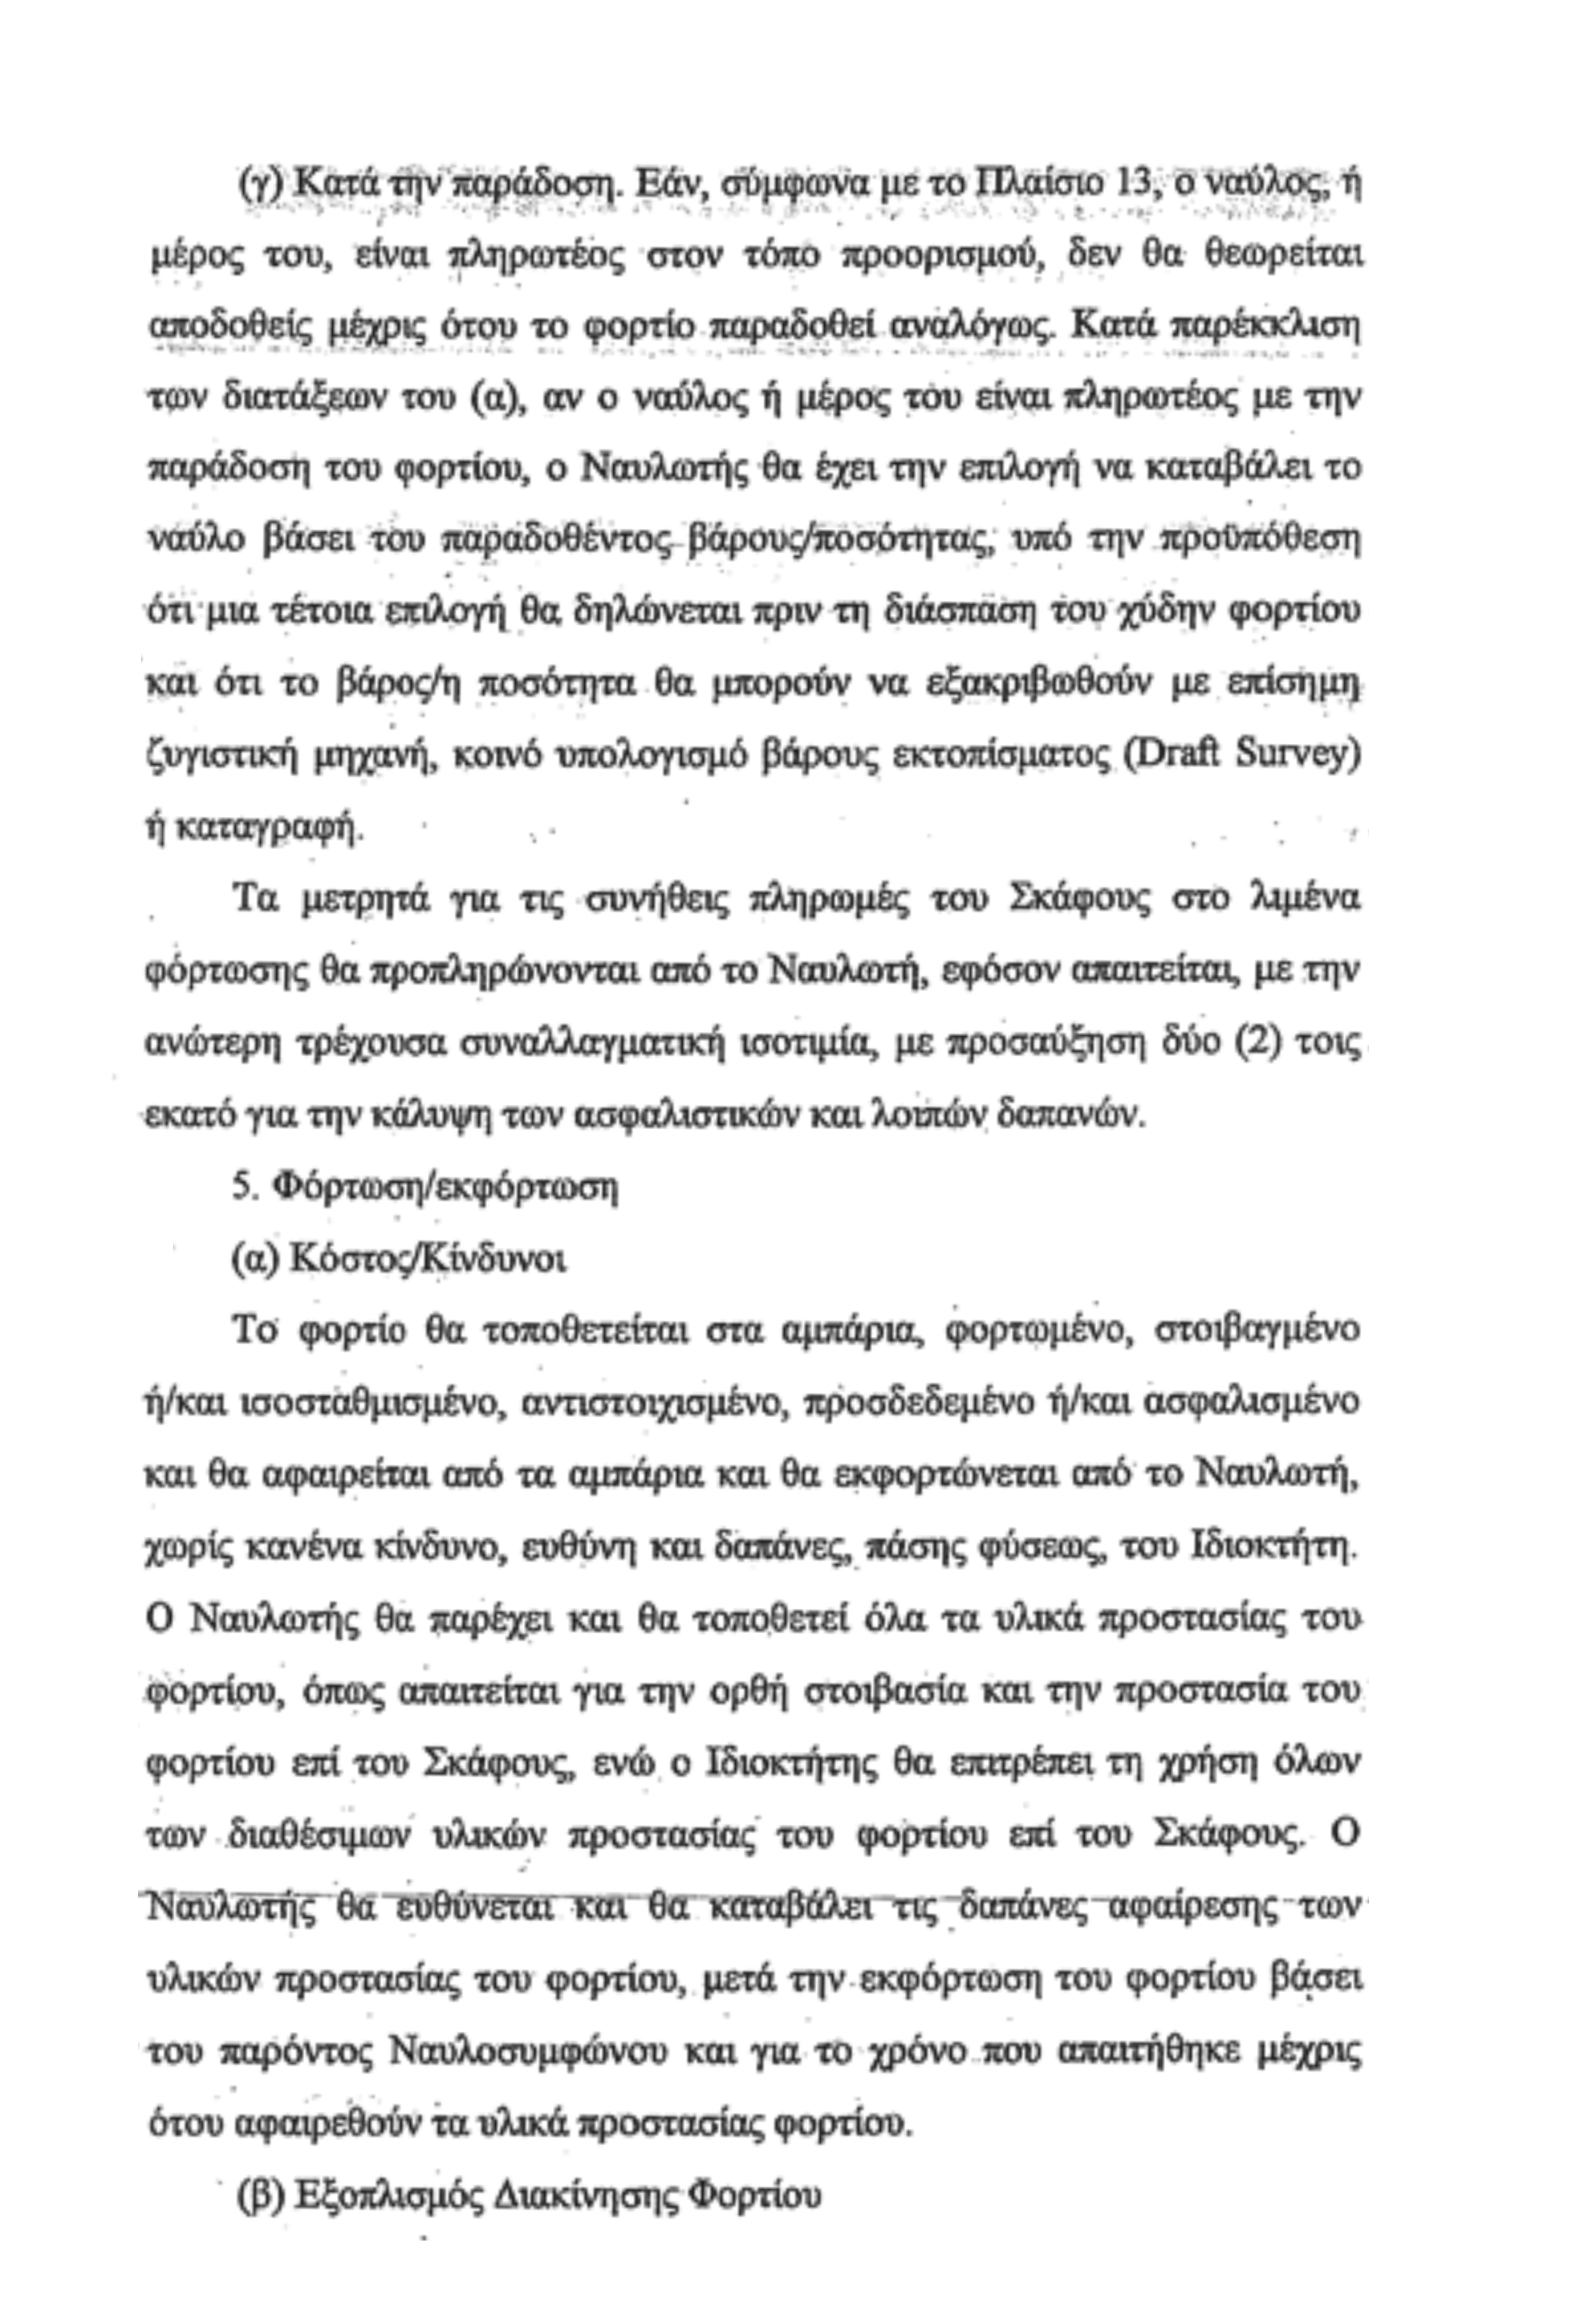 (γ) Κατά την παράδοση. Εάν, σύμφωνα με το Πλαίσιο 13, ο ναύλος, ή
μέρος του, είναι πληρωτέος στον τόπο προορισμού, δεν θα θεωρείται
αποδοθείς μέχρις ότου το φορτίο παραδοθεί αναλόγως. Κατά παρέκκλιση
των διατάξεων του (α), αν ο ναύλος ή μέρος του είναι πληρωτέος με την
παράδοση του φορτίου, ο Ναυλωτής θα έχει την επιλογή να καταβάλει το
ναύλο βάσει του παραδοθέντος βάρους/ποσότητας, υπό την προϋπόθεση
ότι μια τέτοια επιλογή θα δηλώνεται πριν τη διάσπαση του χύδην φορτίου
και ότι το βάρος/η ποσότητα θα μπορούν να εξακριβωθούν με επίσημη
ζυγιστική μηχανή, κοινό υπολογισμό βάρους εκτοπίσματος (Draft Survey)
ή καταγραφή.
Τα μετρητά για τις συνήθεις πληρωμές του Σκάφους στο λιμένα
φόρτωσης θα προπληρώνονται από το Ναυλωτή, εφόσον απαιτείται, με την
ανώτερη τρέχουσα συναλλαγματική ισοτιμία, με προσαύξηση δύο (2) τοις
εκατό για την κάλυψη των ασφαλιστικών και λοιπών δαπανών.
5. Φόρτωση/εκφόρτωση
(α) Κόστος/Κίνδυνοι
Το φορτίο θα τοποθετείται στα αμπάρια, φορτωμένο, στοιβαγμένο
ή/και ισοσταθμισμένο, αντιστοιχισμένο, προσδεδεμένο ή/και ασφαλισμένο
και θα αφαιρείται από τα αμπάρια και θα εκφορτώνεται από το Ναυλωτή,
χωρίς κανένα κίνδυνο, ευθύνη και δαπάνες, πάσης φύσεως, του Ιδιοκτήτη.
Ο Ναυλωτής θα παρέχει και θα τοποθετεί όλα τα υλικά προστασίας του
φορτίου, όπως απαιτείται για την ορθή στοιβασία και την προστασία του
φορτίου επί του Σκάφους, ενώ ο Ιδιοκτήτης θα επιτρέπει τη χρήση όλων
των διαθέσιμων υλικών προστασίας του φορτίου επί του Σκάφους. Ο
Ναυλωτής θα ευθύνεται και θα καταβάλει τις δαπάνες αφαίρεσης των
υλικών προστασίας του φορτίου, μετά την εκφόρτωση του φορτίου βάσει
του παρόντος Ναυλοσυμφώνου και για το χρόνο που απαιτήθηκε μέχρις
ότου αφαιρεθούν τα υλικά προστασίας φορτίου.
(β) Εξοπλισμός Διακίνησης Φορτίου